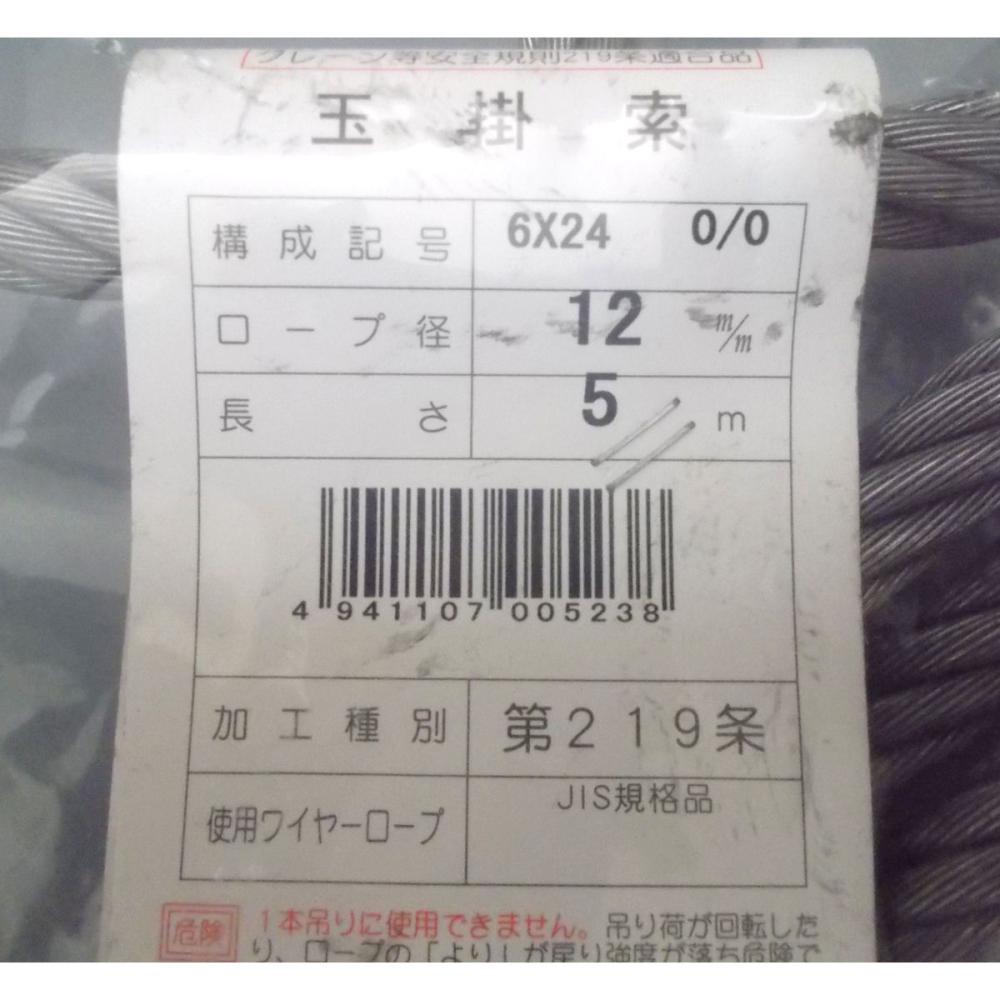 クレーン等安全規則219条適合品
玉掛索
構成記号 6X24 O/O
ロープ径 12 m/m
長さ 5 m
4 941107 005238
加工種別 第219条
使用ワイヤーロープ JIS規格品
危険 1本吊りに使用できません。吊り荷が回転した
り、ロープの「より」が戻り強度が落ち危険で